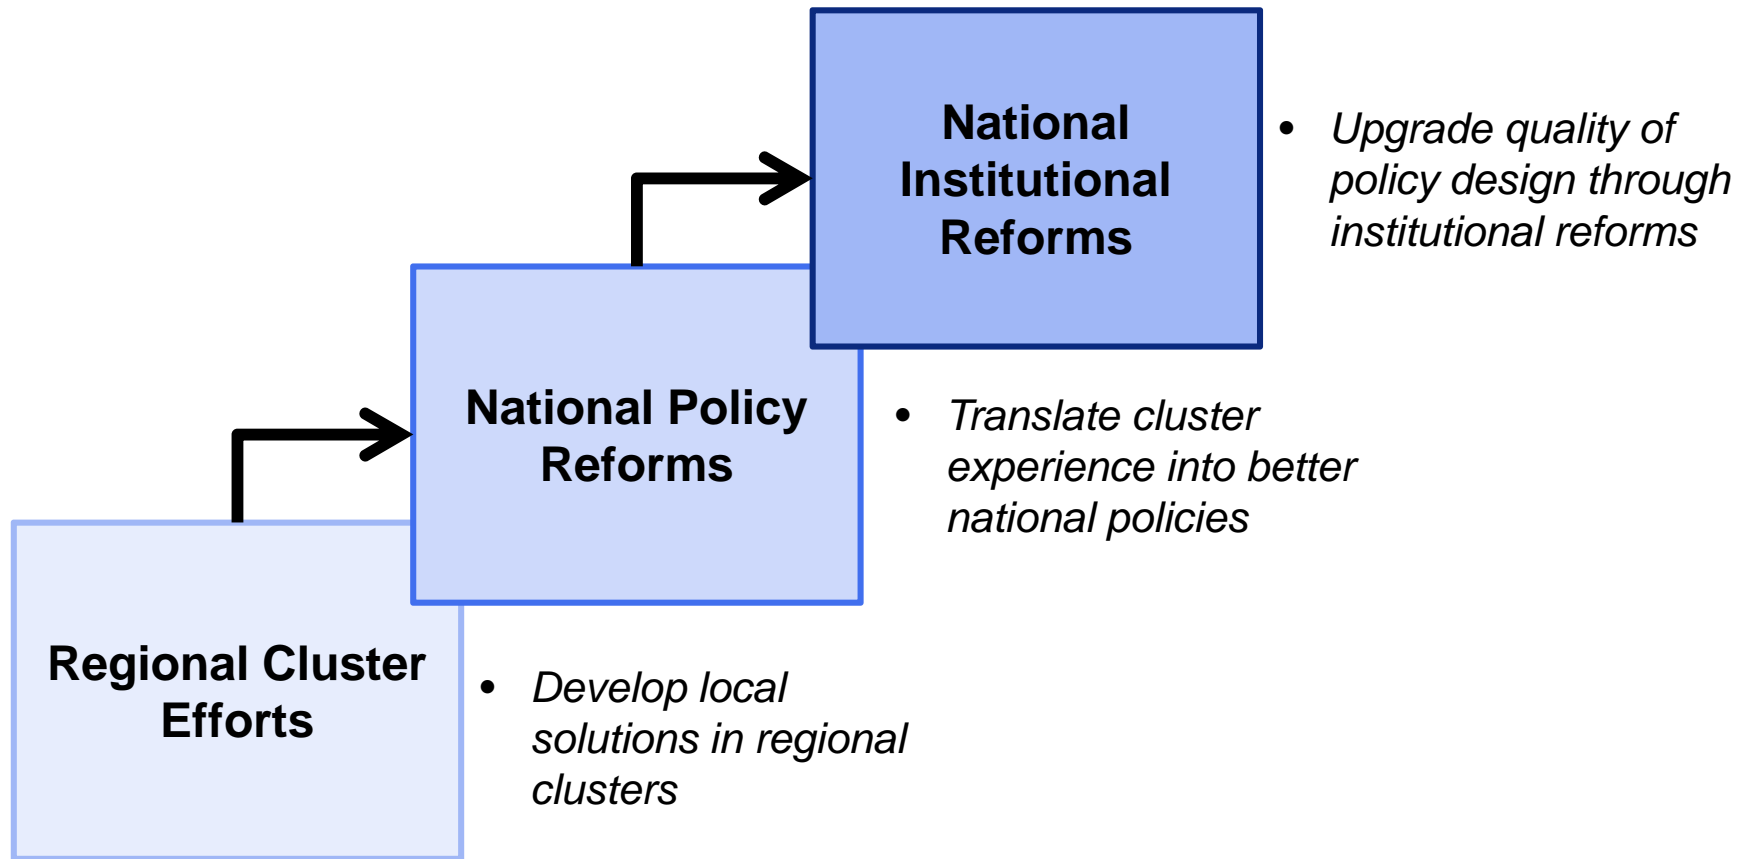 National
Institutional
Reforms
• Upgrade quality of
policy design through
institutional reforms
National Policy
Reforms
• Translate cluster
experience into better
national policies
Regional Cluster
Efforts
• Develop local
solutions in regional
clusters